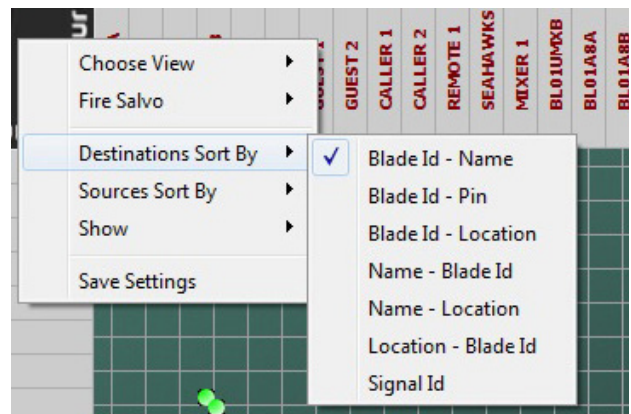 GUEST 2
CALLER 1
CALLER 2
REMOTE 1
SEAHAWKS
MIXER 1
BL01UMXB
BL01A8A
BL01A8B
Choose View
Fire Salvo
Destinations Sort By
Sources Sort By
Show
Save Settings
Blade Id - Name
Blade Id - Pin
Blade Id - Location
Name - Blade Id
Name - Location
Location - Blade Id
Signal Id